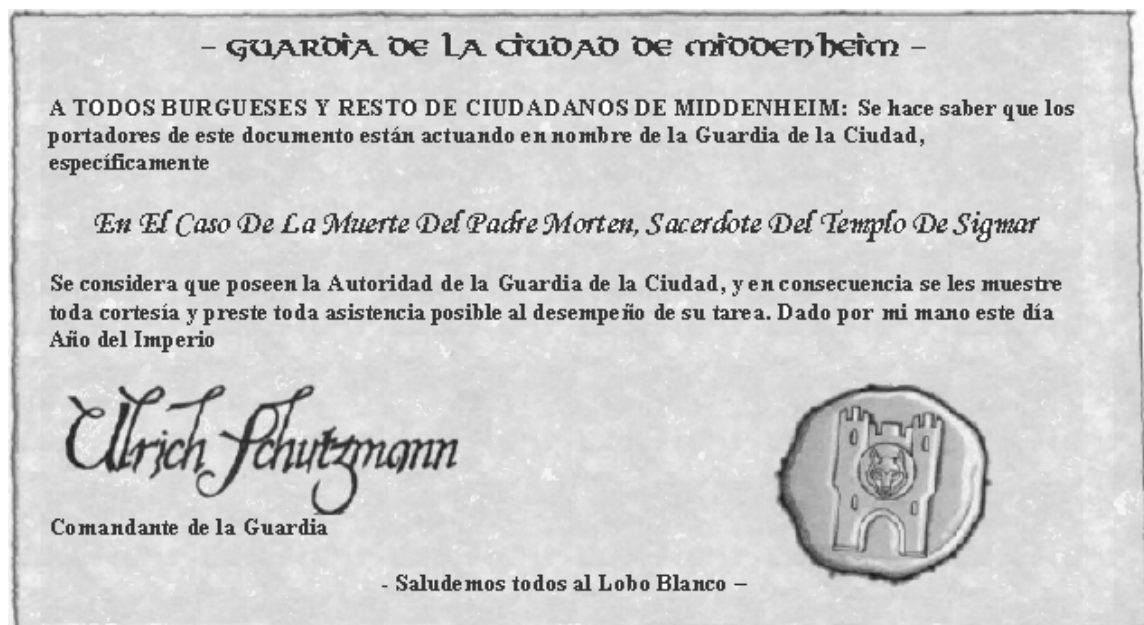 - GUARDIA DE LA CIUDAD DE MIDDENHEIM -
A TODOS BURGUESES Y RESTO DE CIUDADANOS DE MIDDENHEIM: Se hace saber que los
portadores de este documento están actuando en nombre de la Guardia de la Ciudad,
específicamente
En El Caso De La Muerte Del Padre Morten, Sacerdote Del Templo De Sigmar
Se considera que poseen la Autoridad de la Guardia de la Ciudad, y en consecuencia se les muestre
toda cortesía y preste toda asistencia posible al desempeño de su tarea. Dado por mi mano este día
Año del Imperio
Ulrich Schutzmann
Comandante de la Guardia
- Saludemos todos al Lobo Blanco –